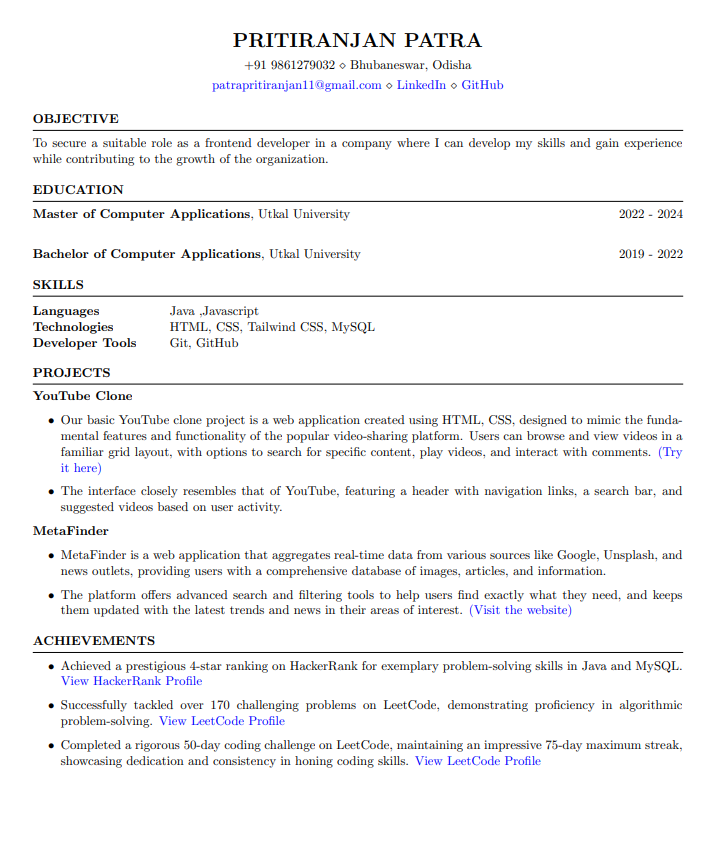 PRITIRANJAN PATRA
+91 9861279032 ⋄ Bhubaneswar, Odisha
patrapritiranjan11@gmail.com ⋄ LinkedIn ⋄ GitHub
OBJECTIVE
To secure a suitable role as a frontend developer in a company where I can develop my skills and gain experience
while contributing to the growth of the organization.
EDUCATION
Master of Computer Applications, Utkal University 2022 - 2024
Bachelor of Computer Applications, Utkal University 2019 - 2022
SKILLS
Languages Java ,Javascript
Technologies HTML, CSS, Tailwind CSS, MySQL
Developer Tools Git, GitHub
PROJECTS
YouTube Clone
• Our basic YouTube clone project is a web application created using HTML, CSS, designed to mimic the funda-
mental features and functionality of the popular video-sharing platform. Users can browse and view videos in a
familiar grid layout, with options to search for specific content, play videos, and interact with comments. (Try
it here)
• The interface closely resembles that of YouTube, featuring a header with navigation links, a search bar, and
suggested videos based on user activity.
MetaFinder
• MetaFinder is a web application that aggregates real-time data from various sources like Google, Unsplash, and
news outlets, providing users with a comprehensive database of images, articles, and information.
• The platform offers advanced search and filtering tools to help users find exactly what they need, and keeps
them updated with the latest trends and news in their areas of interest. (Visit the website)
ACHIEVEMENTS
• Achieved a prestigious 4-star ranking on HackerRank for exemplary problem-solving skills in Java and MySQL.
View HackerRank Profile
• Successfully tackled over 170 challenging problems on LeetCode, demonstrating proficiency in algorithmic
problem-solving. View LeetCode Profile
• Completed a rigorous 50-day coding challenge on LeetCode, maintaining an impressive 75-day maximum streak,
showcasing dedication and consistency in honing coding skills. View LeetCode Profile